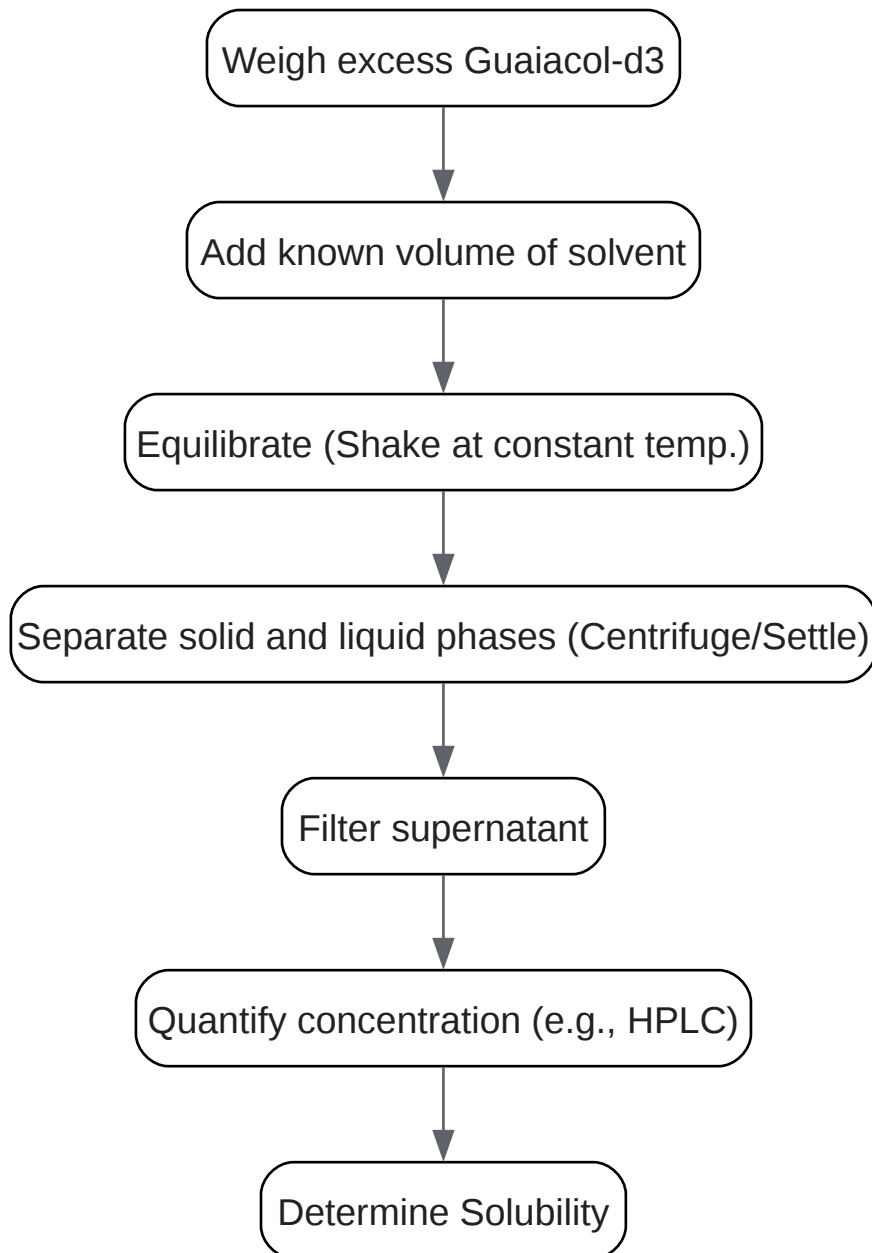 Weigh excess Guaiacol-d3
Add known volume of solvent
Equilibrate (Shake at constant temp.)
Separate solid and liquid phases (Centrifuge/Settle)
Filter supernatant
Quantify concentration (e.g., HPLC)
Determine Solubility